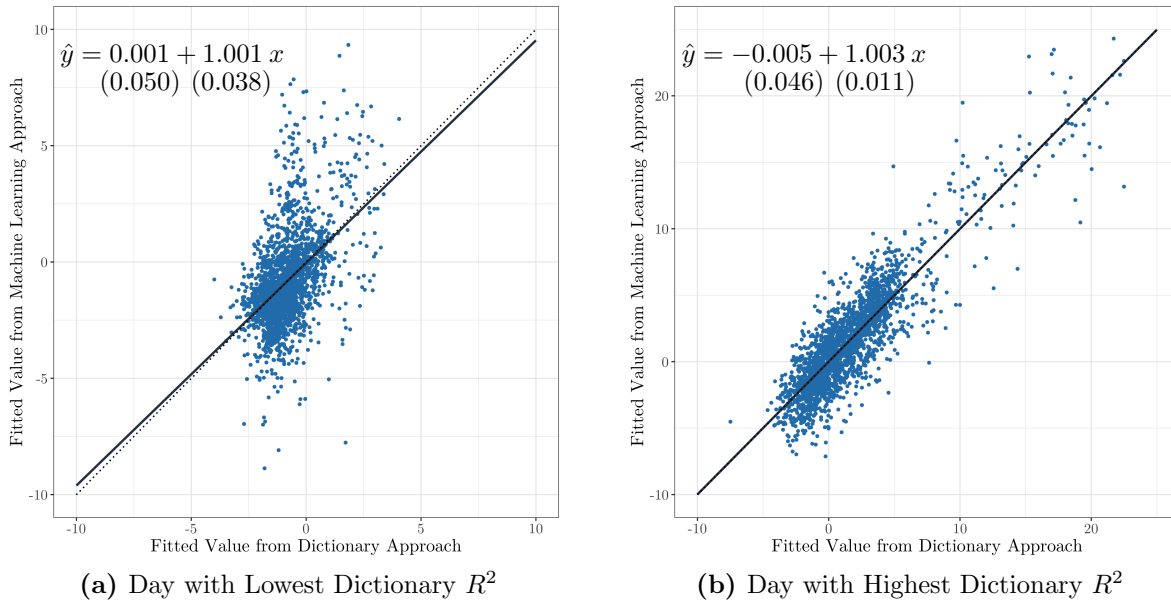 ŷ = 0.001 + 1.001 x
(0.050) (0.038)
Fitted Value from Machine Learning Approach
10
5
0
-5
-10
-10
-5
0
5
10
Fitted Value from Dictionary Approach
(a) Day with Lowest Dictionary R²
ŷ = −0.005 + 1.003 x
(0.046) (0.011)
Fitted Value from Machine Learning Approach
20
10
0
-10
-10
0
10
20
Fitted Value from Dictionary Approach
(b) Day with Highest Dictionary R²